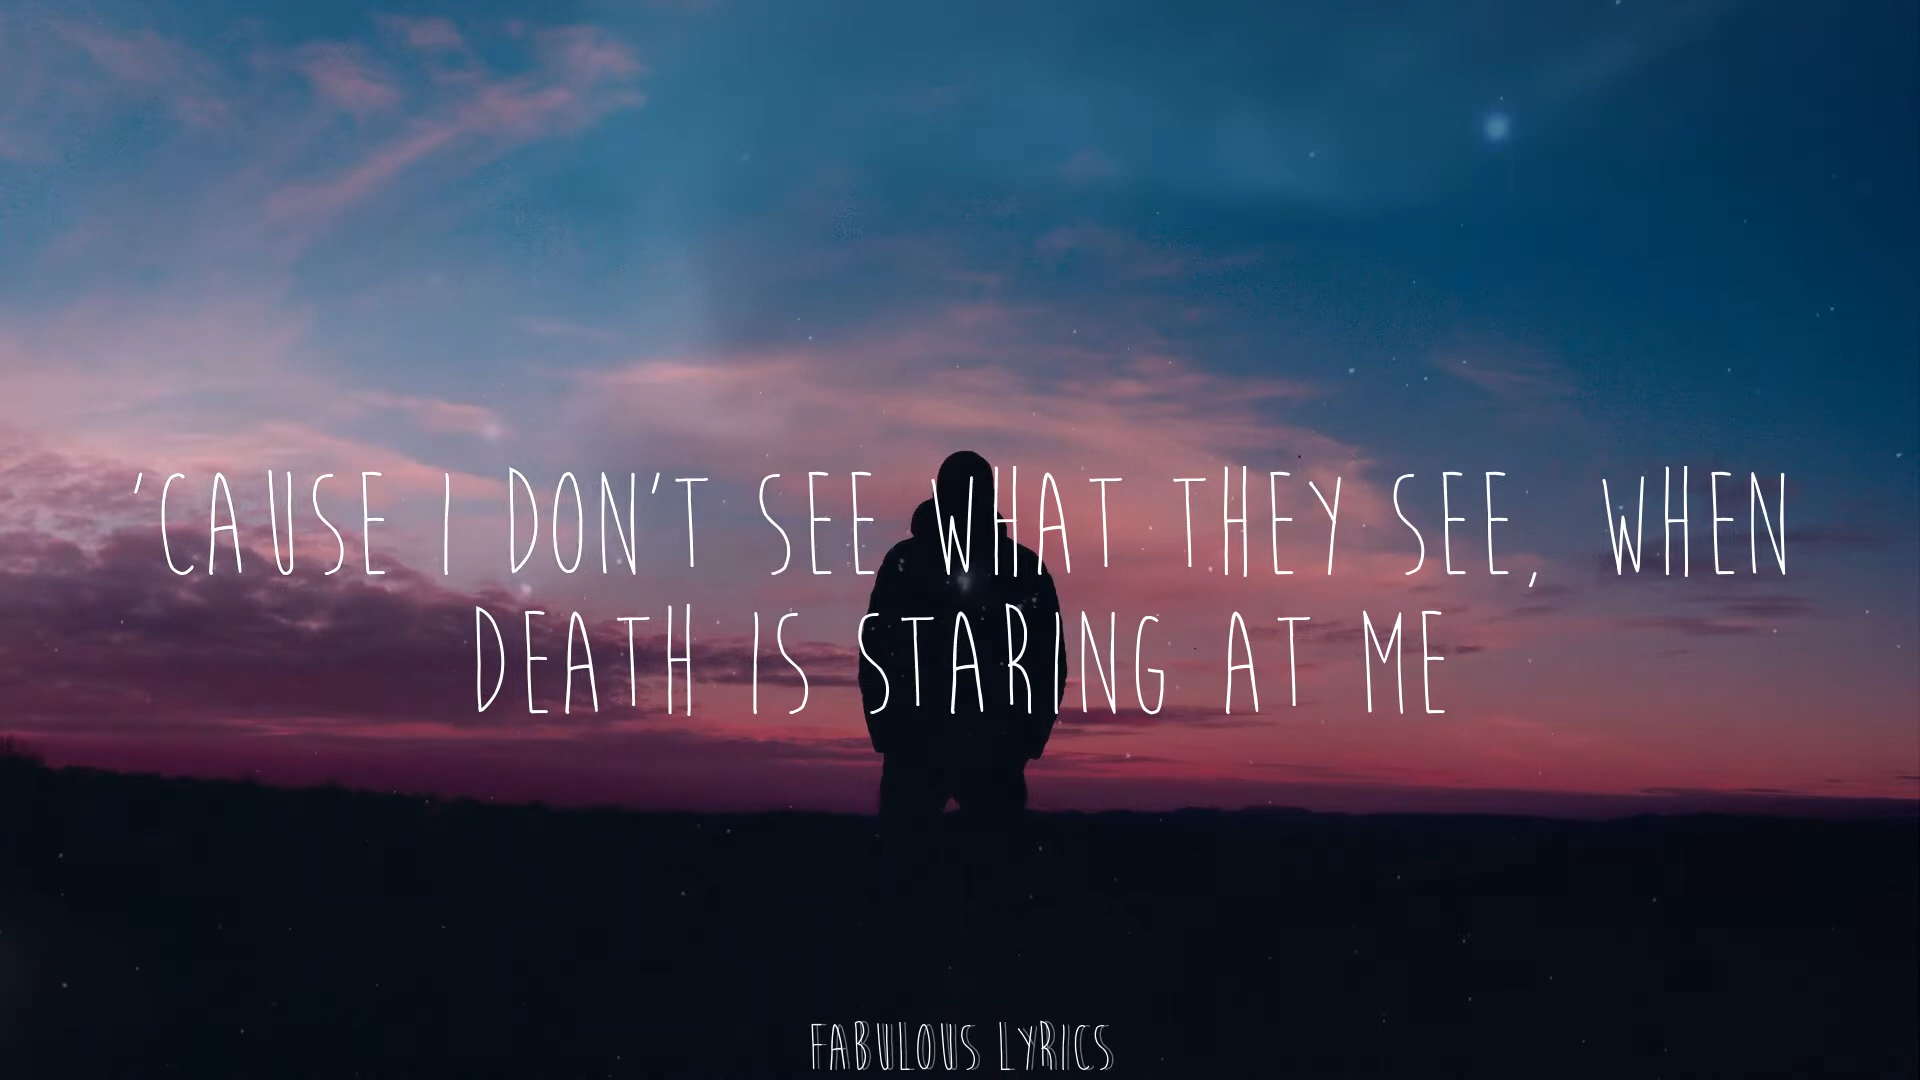 'CAUSE I DON'T SEE WHAT THEY SEE, WHEN
DEATH IS STARING AT ME
FABULOUS LYRICS